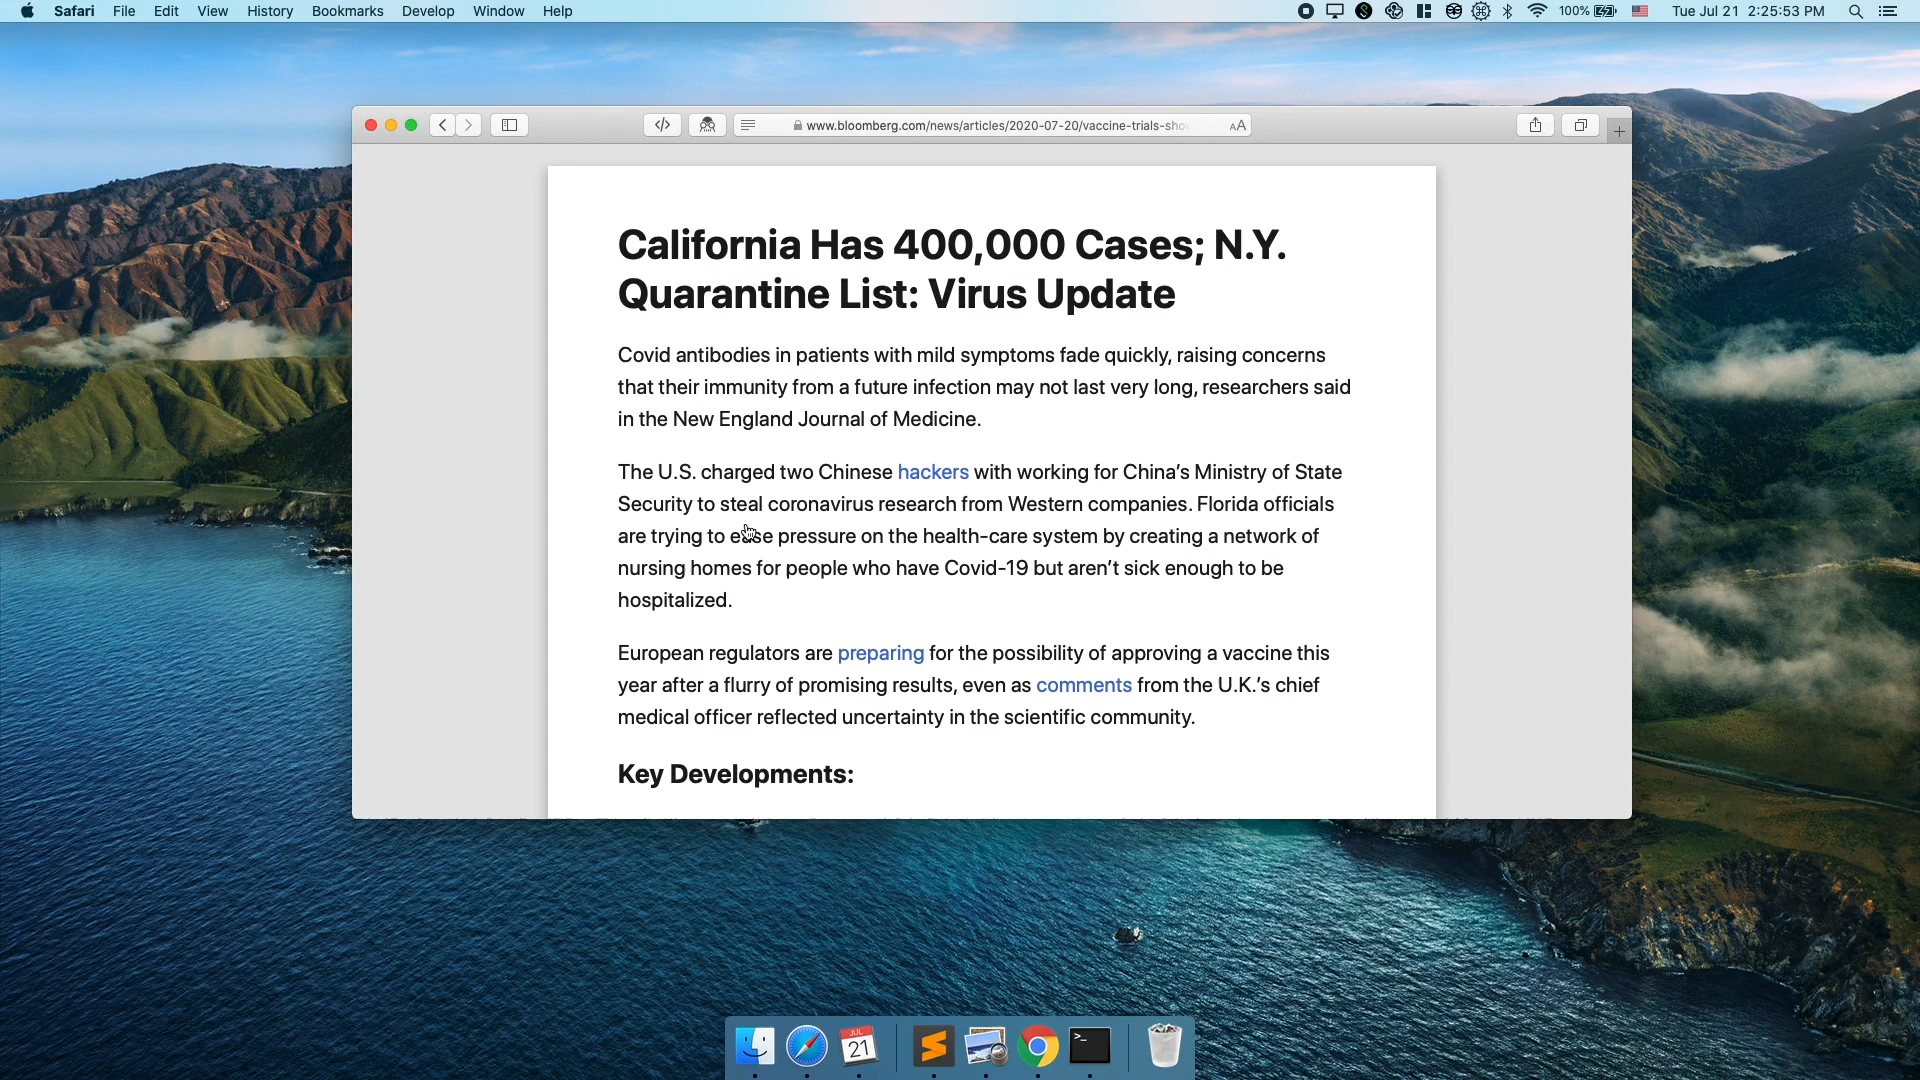 Safari File Edit View History Bookmarks Develop Window Help 100% Tue Jul 21 2:25:53 PM
www.bloomberg.com/news/articles/2020-07-20/vaccine-trials-sho AA
California Has 400,000 Cases; N.Y.
Quarantine List: Virus Update
Covid antibodies in patients with mild symptoms fade quickly, raising concerns
that their immunity from a future infection may not last very long, researchers said
in the New England Journal of Medicine.
The U.S. charged two Chinese hackers with working for China’s Ministry of State
Security to steal coronavirus research from Western companies. Florida officials
are trying to ease pressure on the health-care system by creating a network of
nursing homes for people who have Covid-19 but aren’t sick enough to be
hospitalized.
European regulators are preparing for the possibility of approving a vaccine this
year after a flurry of promising results, even as comments from the U.K.’s chief
medical officer reflected uncertainty in the scientific community.
Key Developments:
JUL
21